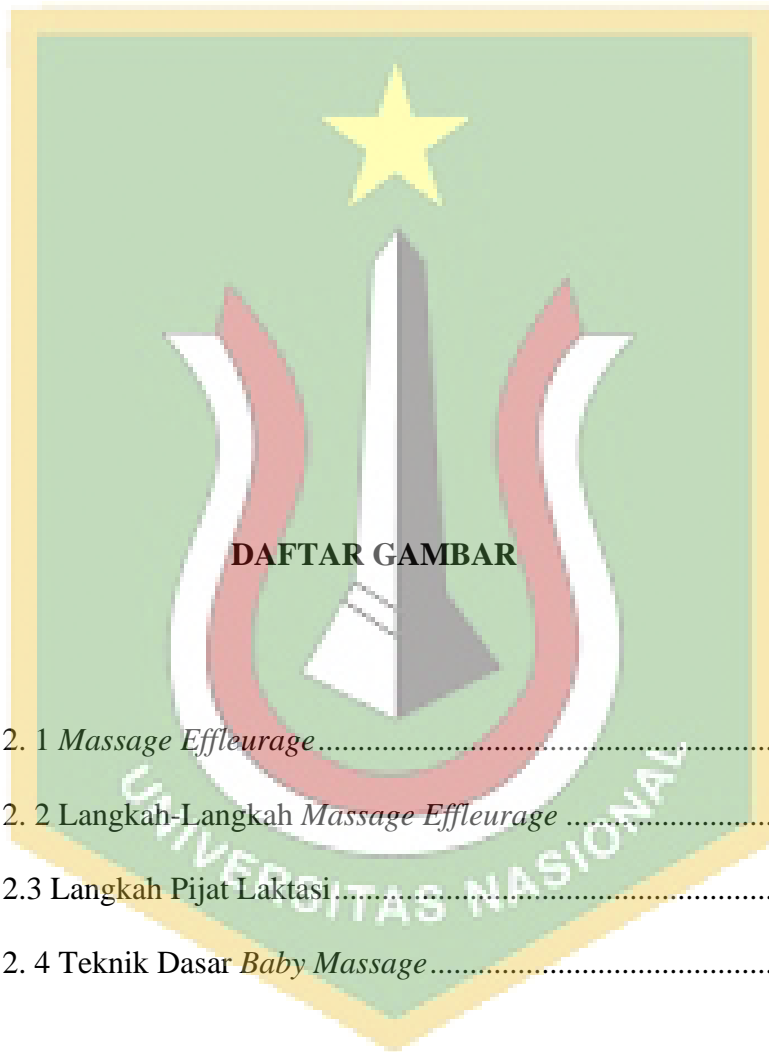 DAFTAR GAMBAR
2. 1 Massage Effleurage........................................................................
2. 2 Langkah-Langkah Massage Effleurage ................................
2.3 Langkah Pijat Laktasi......................................................................
2. 4 Teknik Dasar Baby Massage........................................................
UNIVERSITAS NASIONAL